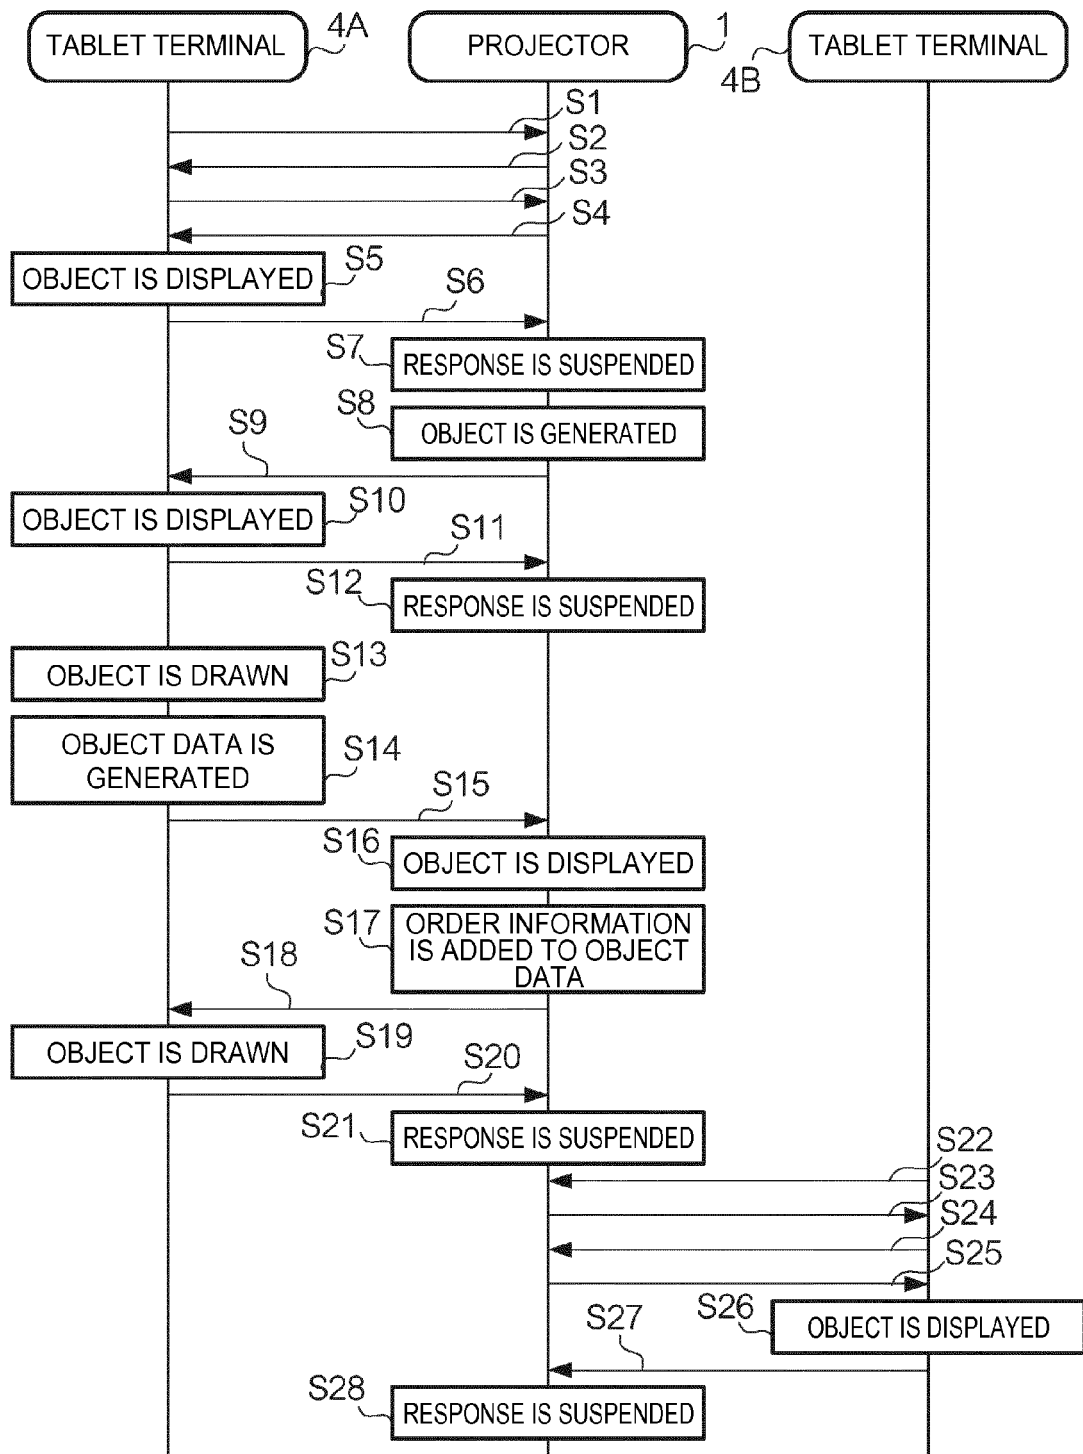 TABLET TERMINAL
4A
PROJECTOR
1
4B
TABLET TERMINAL
S1
S2
S3
S4
OBJECT IS DISPLAYED
S5
S6
S7
RESPONSE IS SUSPENDED
S8
OBJECT IS GENERATED
S9
OBJECT IS DISPLAYED
S10
S11
S12
RESPONSE IS SUSPENDED
OBJECT IS DRAWN
S13
OBJECT DATA IS
GENERATED
S14
S15
S16
OBJECT IS DISPLAYED
S17
ORDER INFORMATION
IS ADDED TO OBJECT
DATA
S18
OBJECT IS DRAWN
S19
S20
S21
RESPONSE IS SUSPENDED
S22
S23
S24
S25
S26
OBJECT IS DISPLAYED
S27
S28
RESPONSE IS SUSPENDED